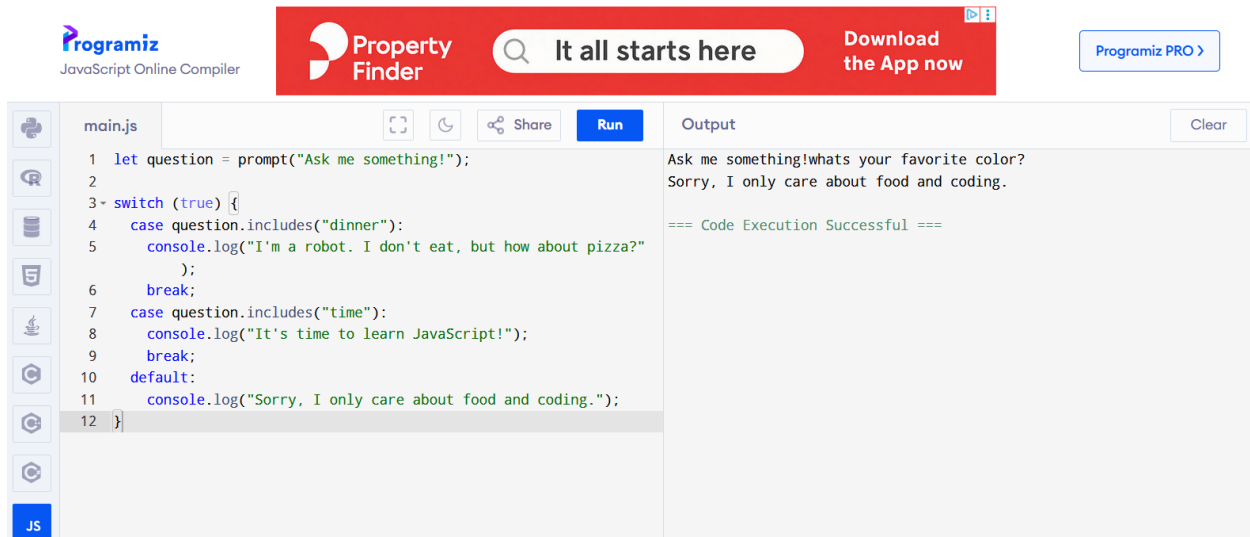 Programiz
JavaScript Online Compiler
Property
Finder
It all starts here
Download
the App now
Programiz PRO >
main.js
Share
Run
Output
Clear
1 let question = prompt("Ask me something!");
2
3 switch (true) {
4 case question.includes("dinner"):
5 console.log("I'm a robot. I don't eat, but how about pizza?"
);
6 break;
7 case question.includes("time"):
8 console.log("It's time to learn JavaScript!");
9 break;
10 default:
11 console.log("Sorry, I only care about food and coding.");
12 }
Ask me something!whats your favorite color?
Sorry, I only care about food and coding.
=== Code Execution Successful ===
R
5
C
C
C
JS